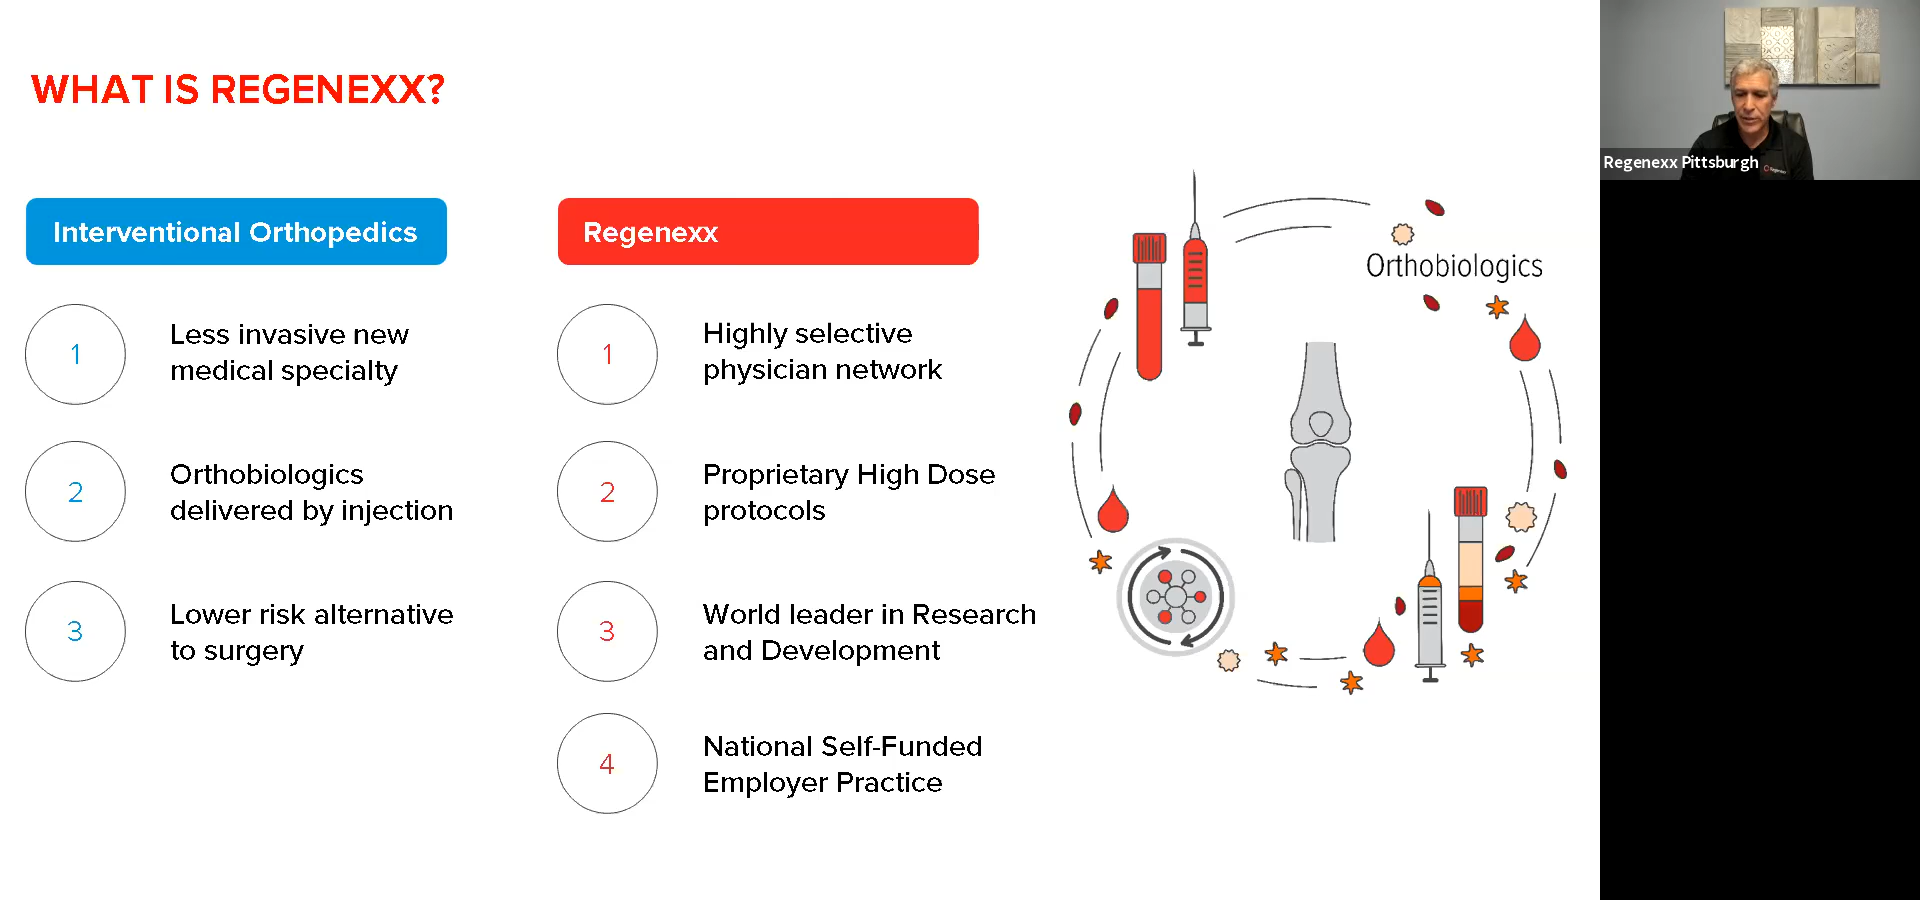 WHAT IS REGENEXX?
Interventional Orthopedics
1
Less invasive new
medical specialty
2
Orthobiologics
delivered by injection
3
Lower risk alternative
to surgery
Regenexx
1
Highly selective
physician network
2
Proprietary High Dose
protocols
3
World leader in Research
and Development
4
National Self-Funded
Employer Practice
Orthobiologics
Regenexx Pittsburgh